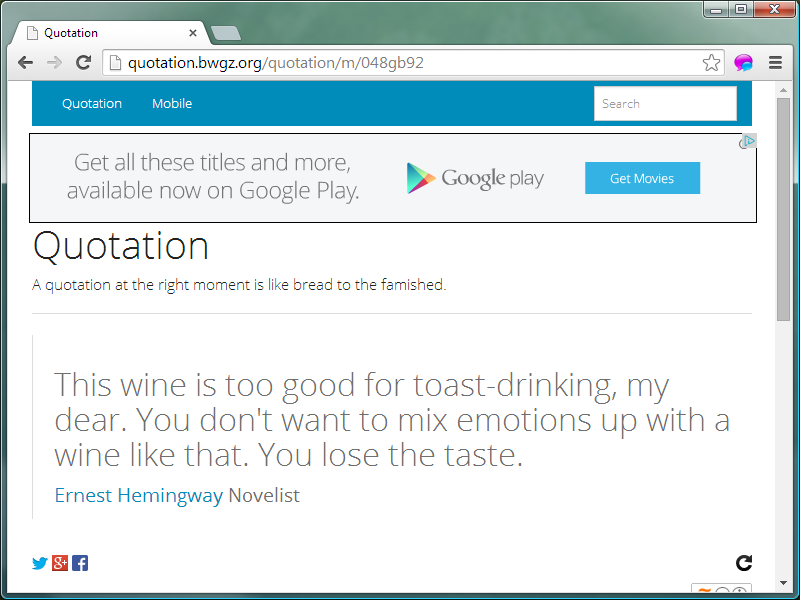 Quotation
quotation.bwgz.org/quotation/m/048gb92
Quotation Mobile Search
Get all these titles and more,
available now on Google Play.
Google play
Get Movies
Quotation
A quotation at the right moment is like bread to the famished.
This wine is too good for toast-drinking, my
dear. You don't want to mix emotions up with a
wine like that. You lose the taste.
Ernest Hemingway Novelist